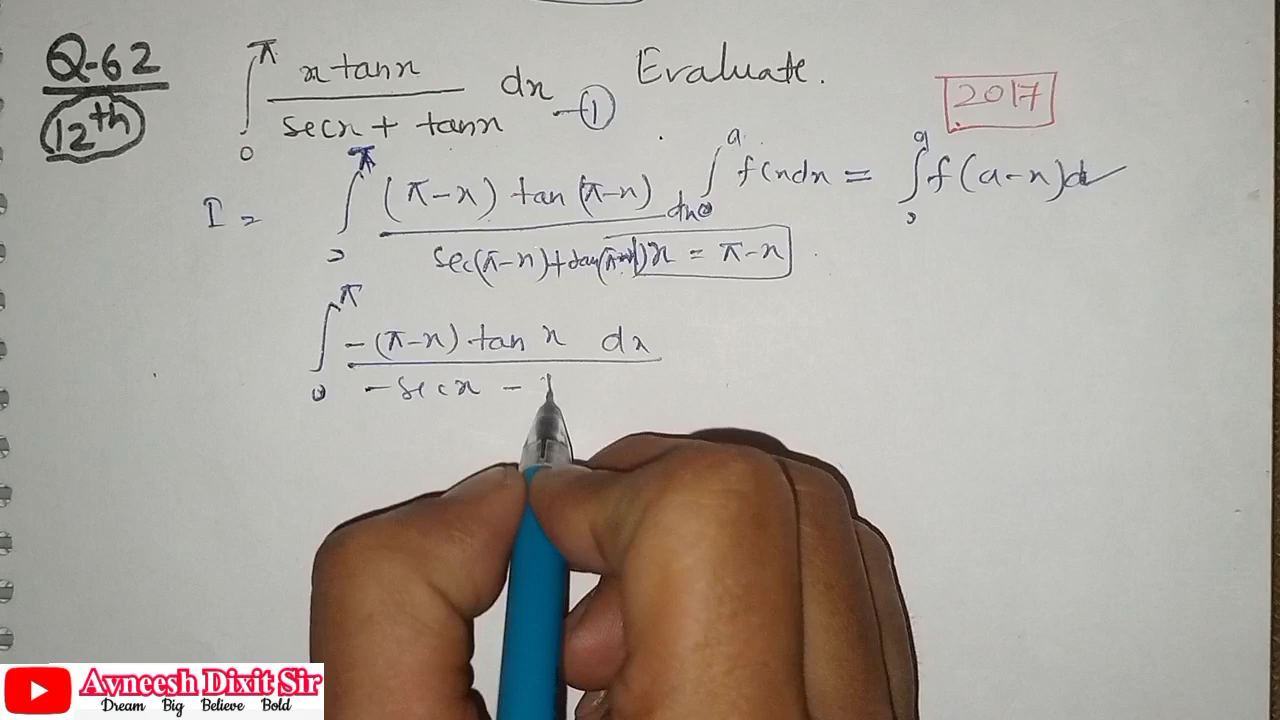 Q-62
12th
∫₀^π x tanx / secx + tanx dx —① Evaluate.
2017
I = ∫₀^π (π-x) tan(π-x) / sec(π-x)+tan(π-x) dx
∫₀^a f(x)dx = ∫₀^a f(a-x)dx
x = π-x
∫₀^π -(π-x) tan x dx / -secx -
Avneesh Dixit Sir
Dream Big Believe Bold